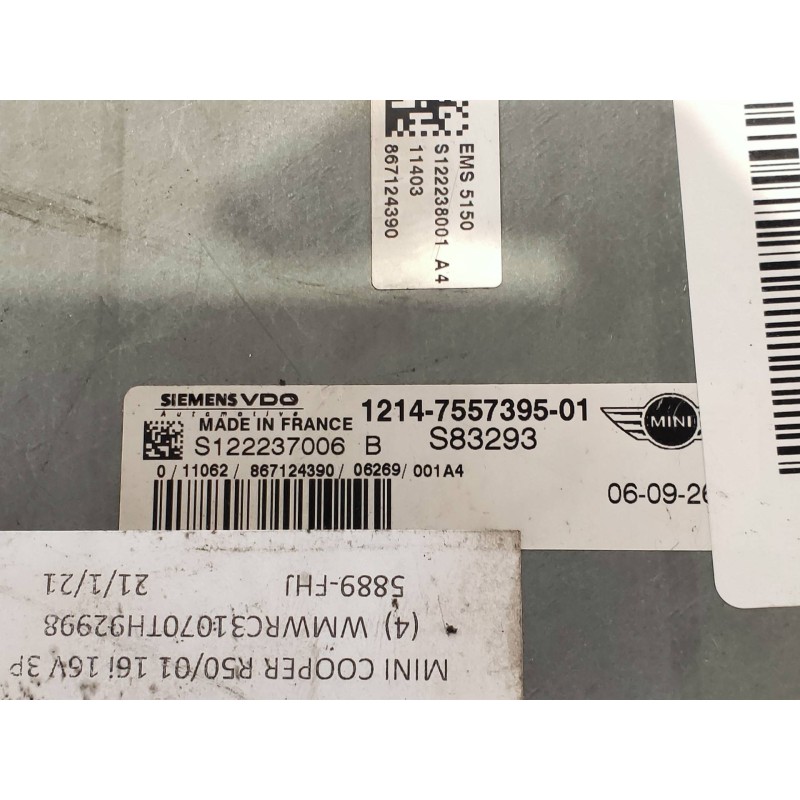 EMS 5150
S122238001 A4
11403
867124390
SIEMENS VDO
Automotive
MADE IN FRANCE
1214-7557395-01
MINI
S122237006 B
S83293
0/11062/ 867124390/ 06269/ 001A4
06-09-26
MINI COOPER R50/01 16i 16V 3P
(4) WMWRC31070TH92998
5889-FHJ 21/1/21